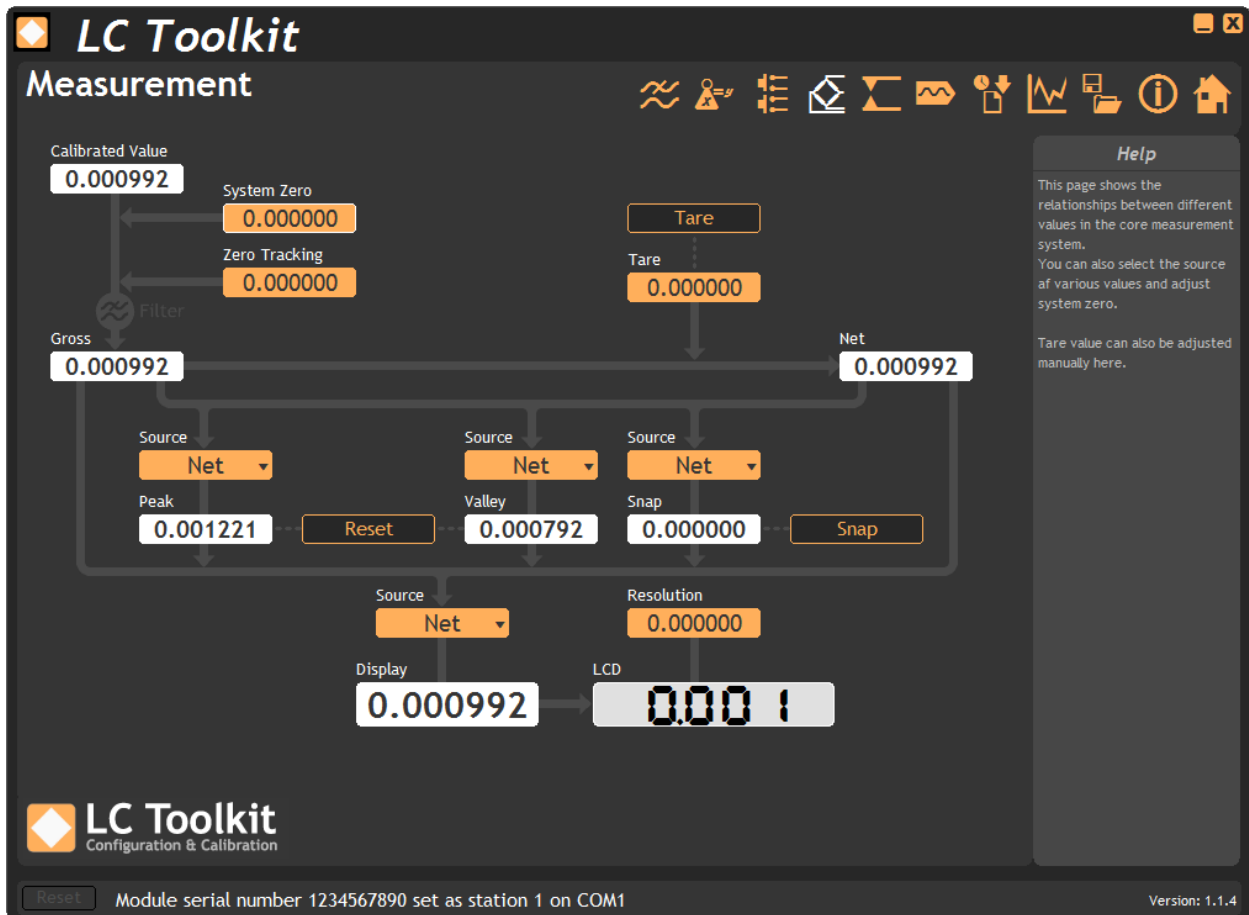 LC Toolkit
Measurement
x=y
Calibrated Value
0.000992
System Zero
0.000000
Tare
Zero Tracking
0.000000
Tare
0.000000
Filter
Gross
0.000992
Net
0.000992
Source
Net
Source
Net
Source
Net
Peak
0.001221
Reset
Valley
0.000792
Snap
0.000000
Snap
Source
Net
Resolution
0.000000
Display
0.000992
LCD
0.001
Help
This page shows the
relationships between different
values in the core measurement
system.
You can also select the source
af various values and adjust
system zero.
Tare value can also be adjusted
manually here.
LC Toolkit
Configuration & Calibration
Reset
Module serial number 1234567890 set as station 1 on COM1
Version: 1.1.4